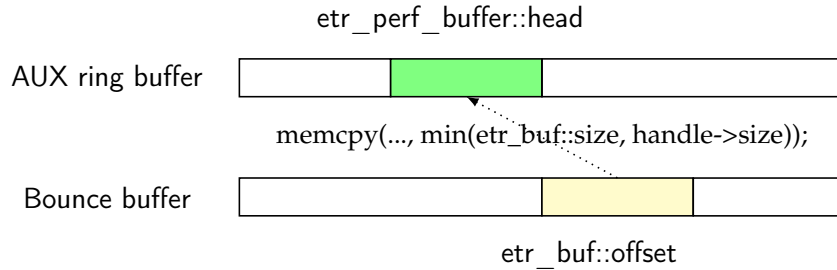 etr_perf_buffer::head
AUX ring buffer
memcpy(..., min(etr_buf::size, handle->size));
Bounce buffer
etr_buf::offset